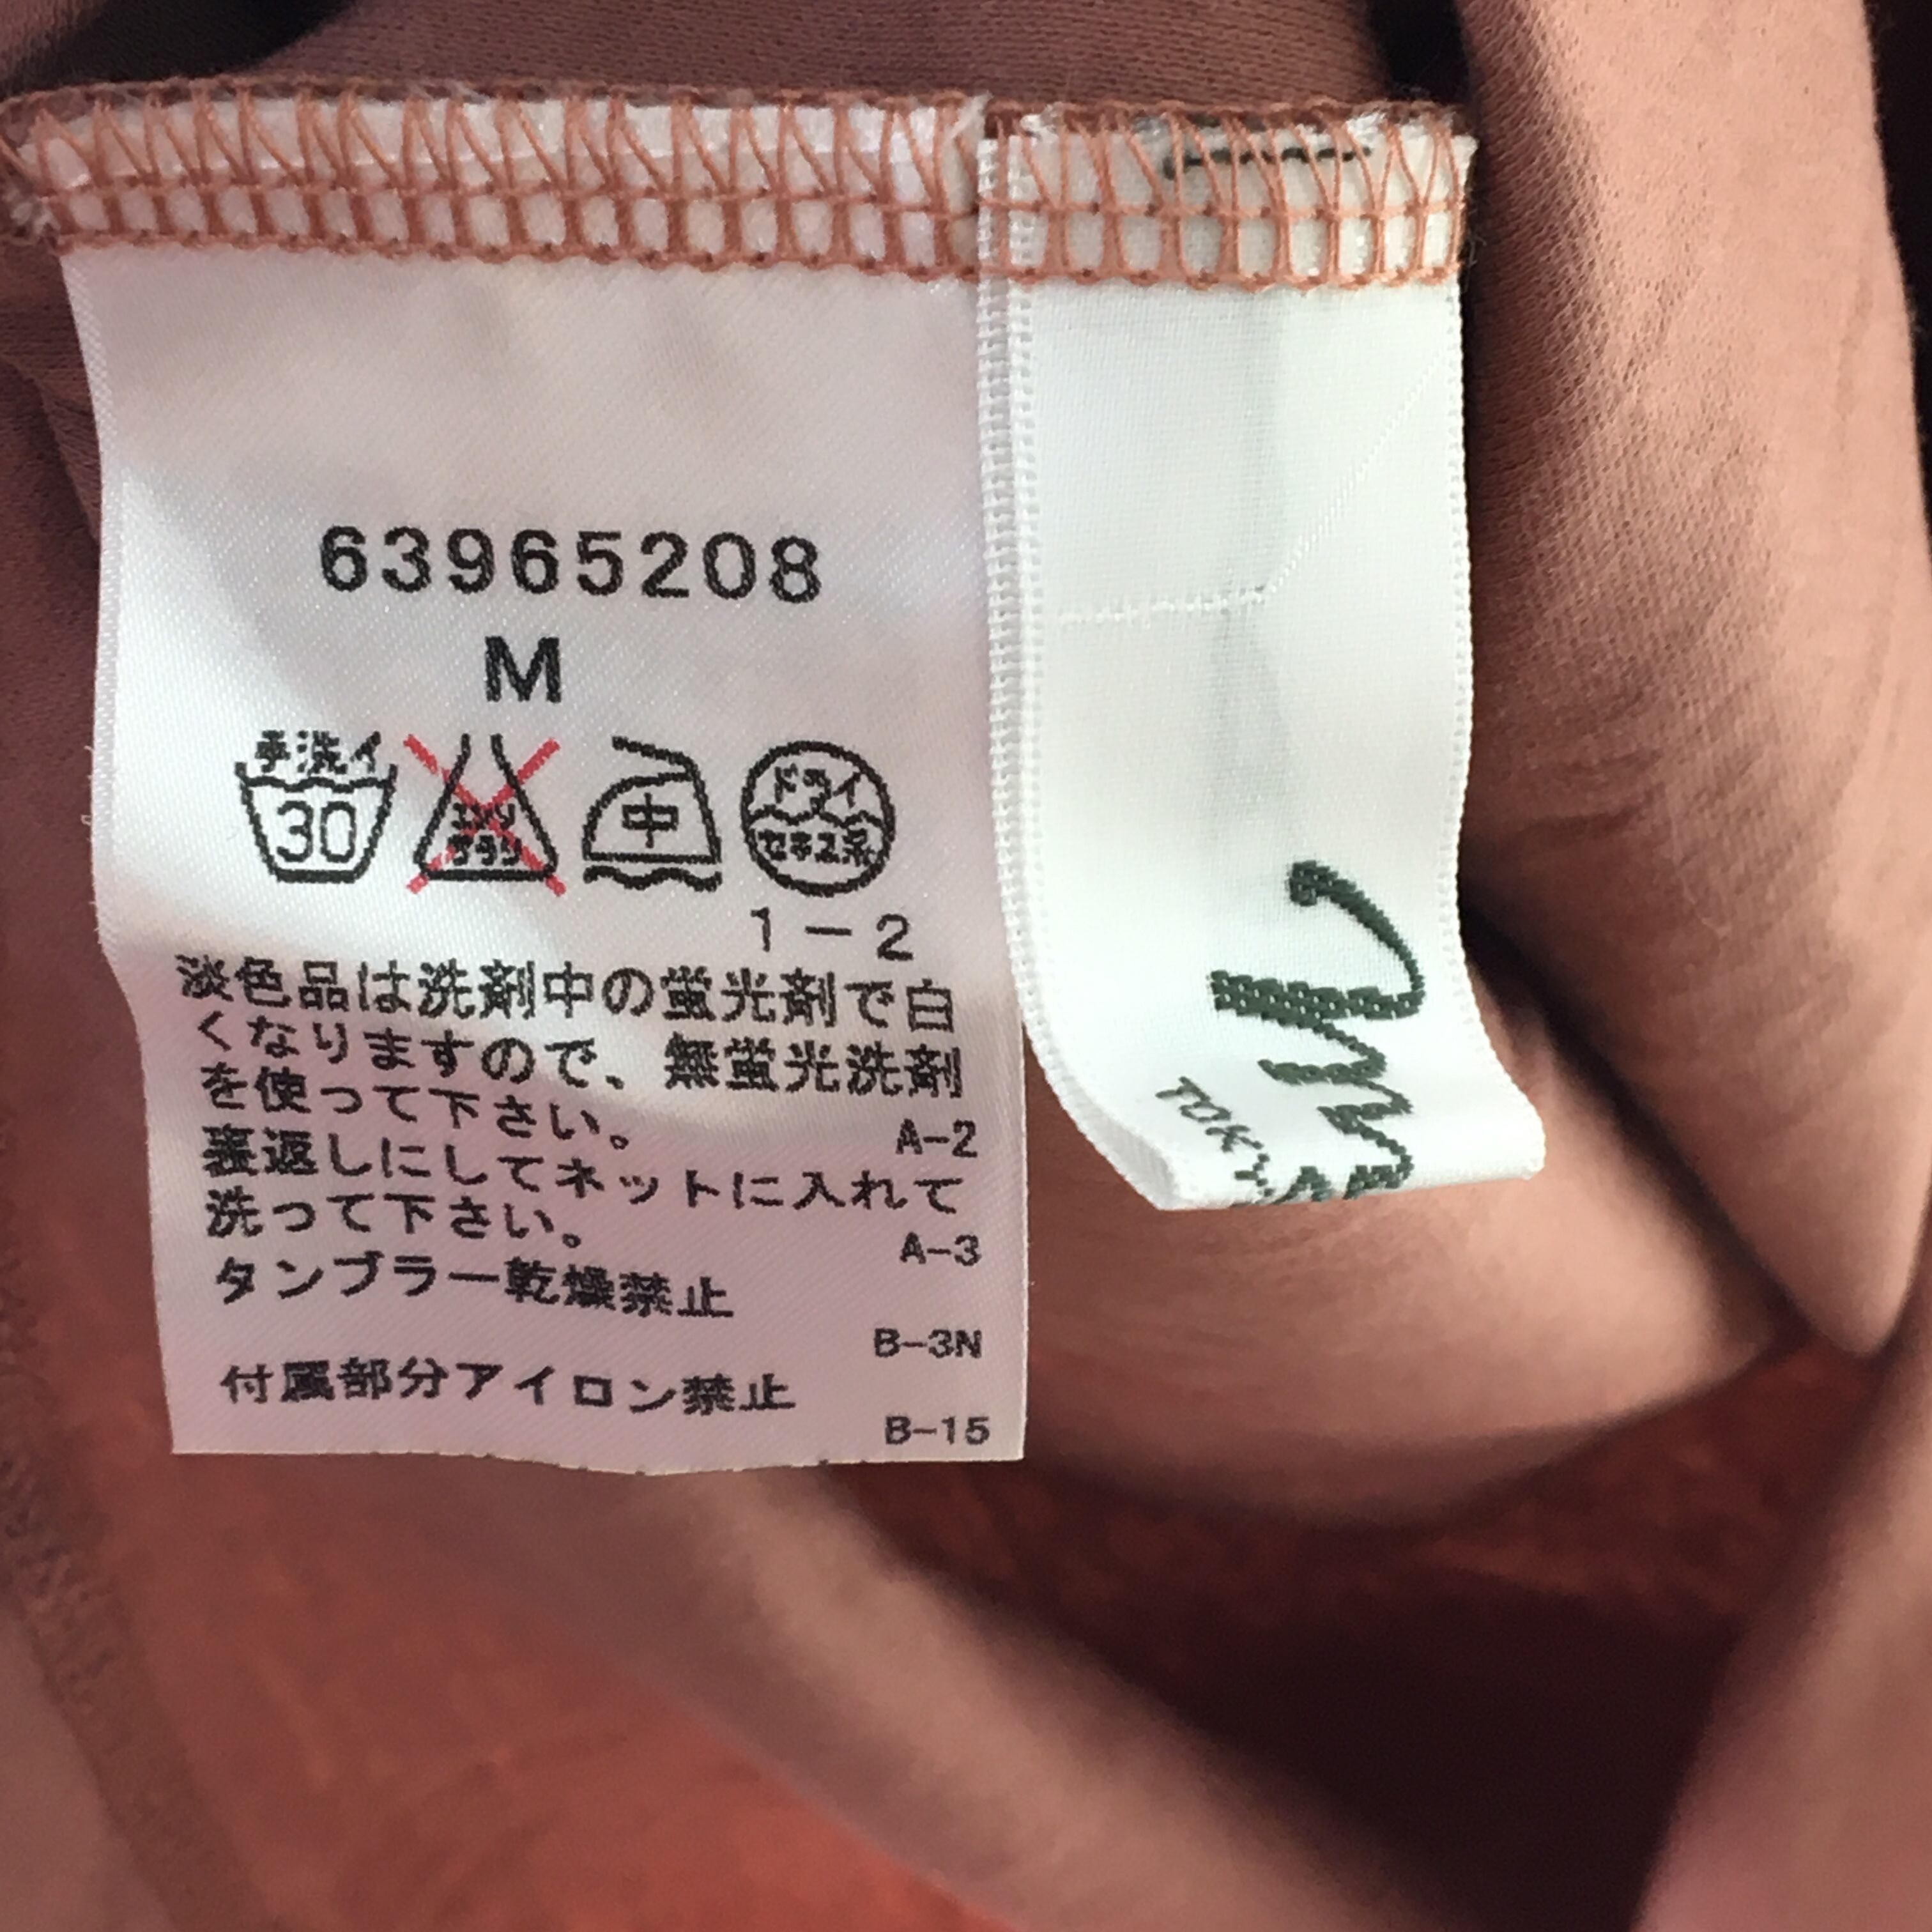 63965208
M
手洗イ
30
エンソ
サラシ
中
ドライ
セキユ系
1-2
淡色品は洗剤中の蛍光剤で白
くなりますので、無蛍光洗剤
を使って下さい。
A-2
裏返しにしてネットに入れて
洗って下さい。
A-3
タンブラー乾燥禁止
B-3N
付属部分アイロン禁止
B-15